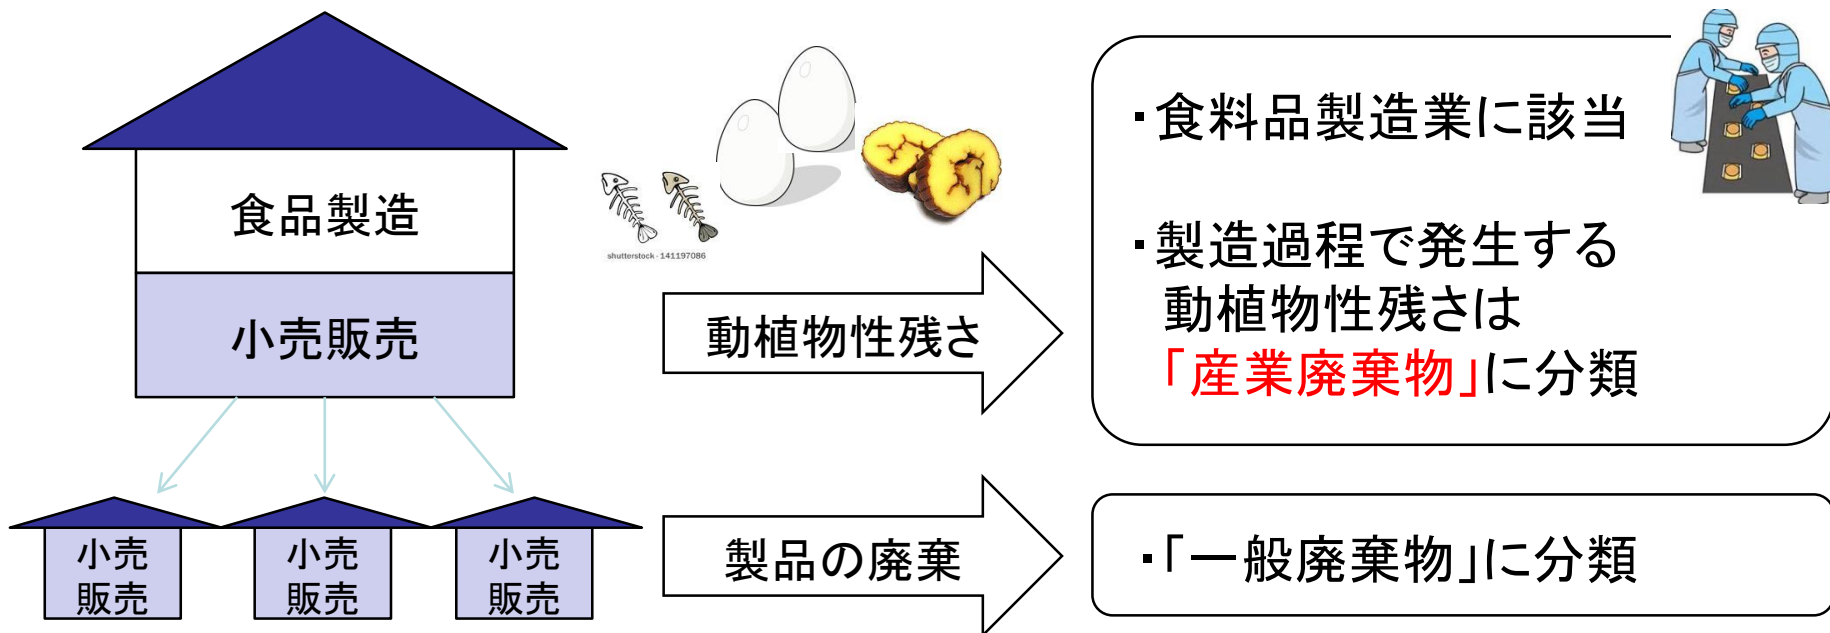 食品製造
小売販売
小売
販売
小売
販売
小売
販売
shutterstock · 141197086
動植物性残さ
製品の廃棄
・食料品製造業に該当
・製造過程で発生する
動植物性残さは
「産業廃棄物」に分類
・「一般廃棄物」に分類